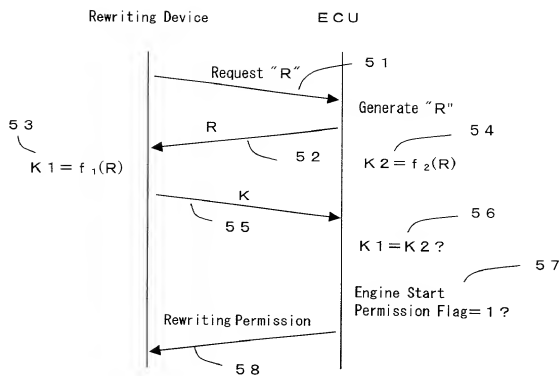 Rewriting Device
ECU
51
Request "R"
Generate "R"
53
R
54
52
K1=f₁(R)
K2=f₂(R)
K
55
56
K1=K2?
57
Engine Start
Permission Flag=1?
Rewriting Permission
58